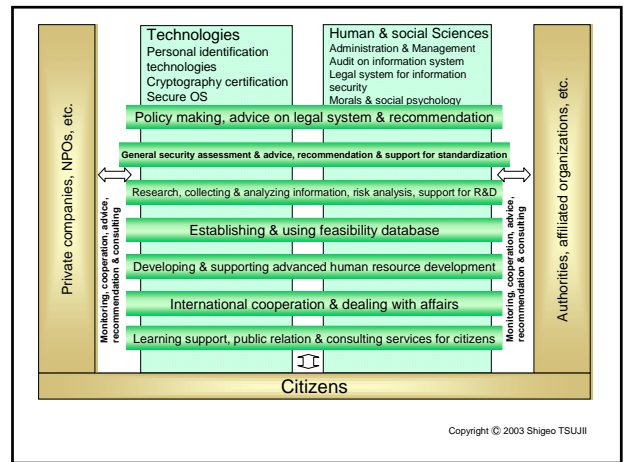 Technologies
Personal identification
technologies
Cryptography certification
Secure OS
Human & social Sciences
Administration & Management
Audit on information system
Legal system for information
security
Morals & social psychology
Policy making, advice on legal system & recommendation
General security assessment & advice, recommendation & support for standardization
Research, collecting & analyzing information, risk analysis, support for R&D
Establishing & using feasibility database
Developing & supporting advanced human resource development
International cooperation & dealing with affairs
Learning support, public relation & consulting services for citizens
Private companies, NPOs, etc.
Monitoring, cooperation, advice,
recommendation & consulting
Monitoring, cooperation, advice,
recommendation & consulting
Authorities, affiliated organizations, etc.
Citizens
Copyright © 2003 Shigeo TSUJII